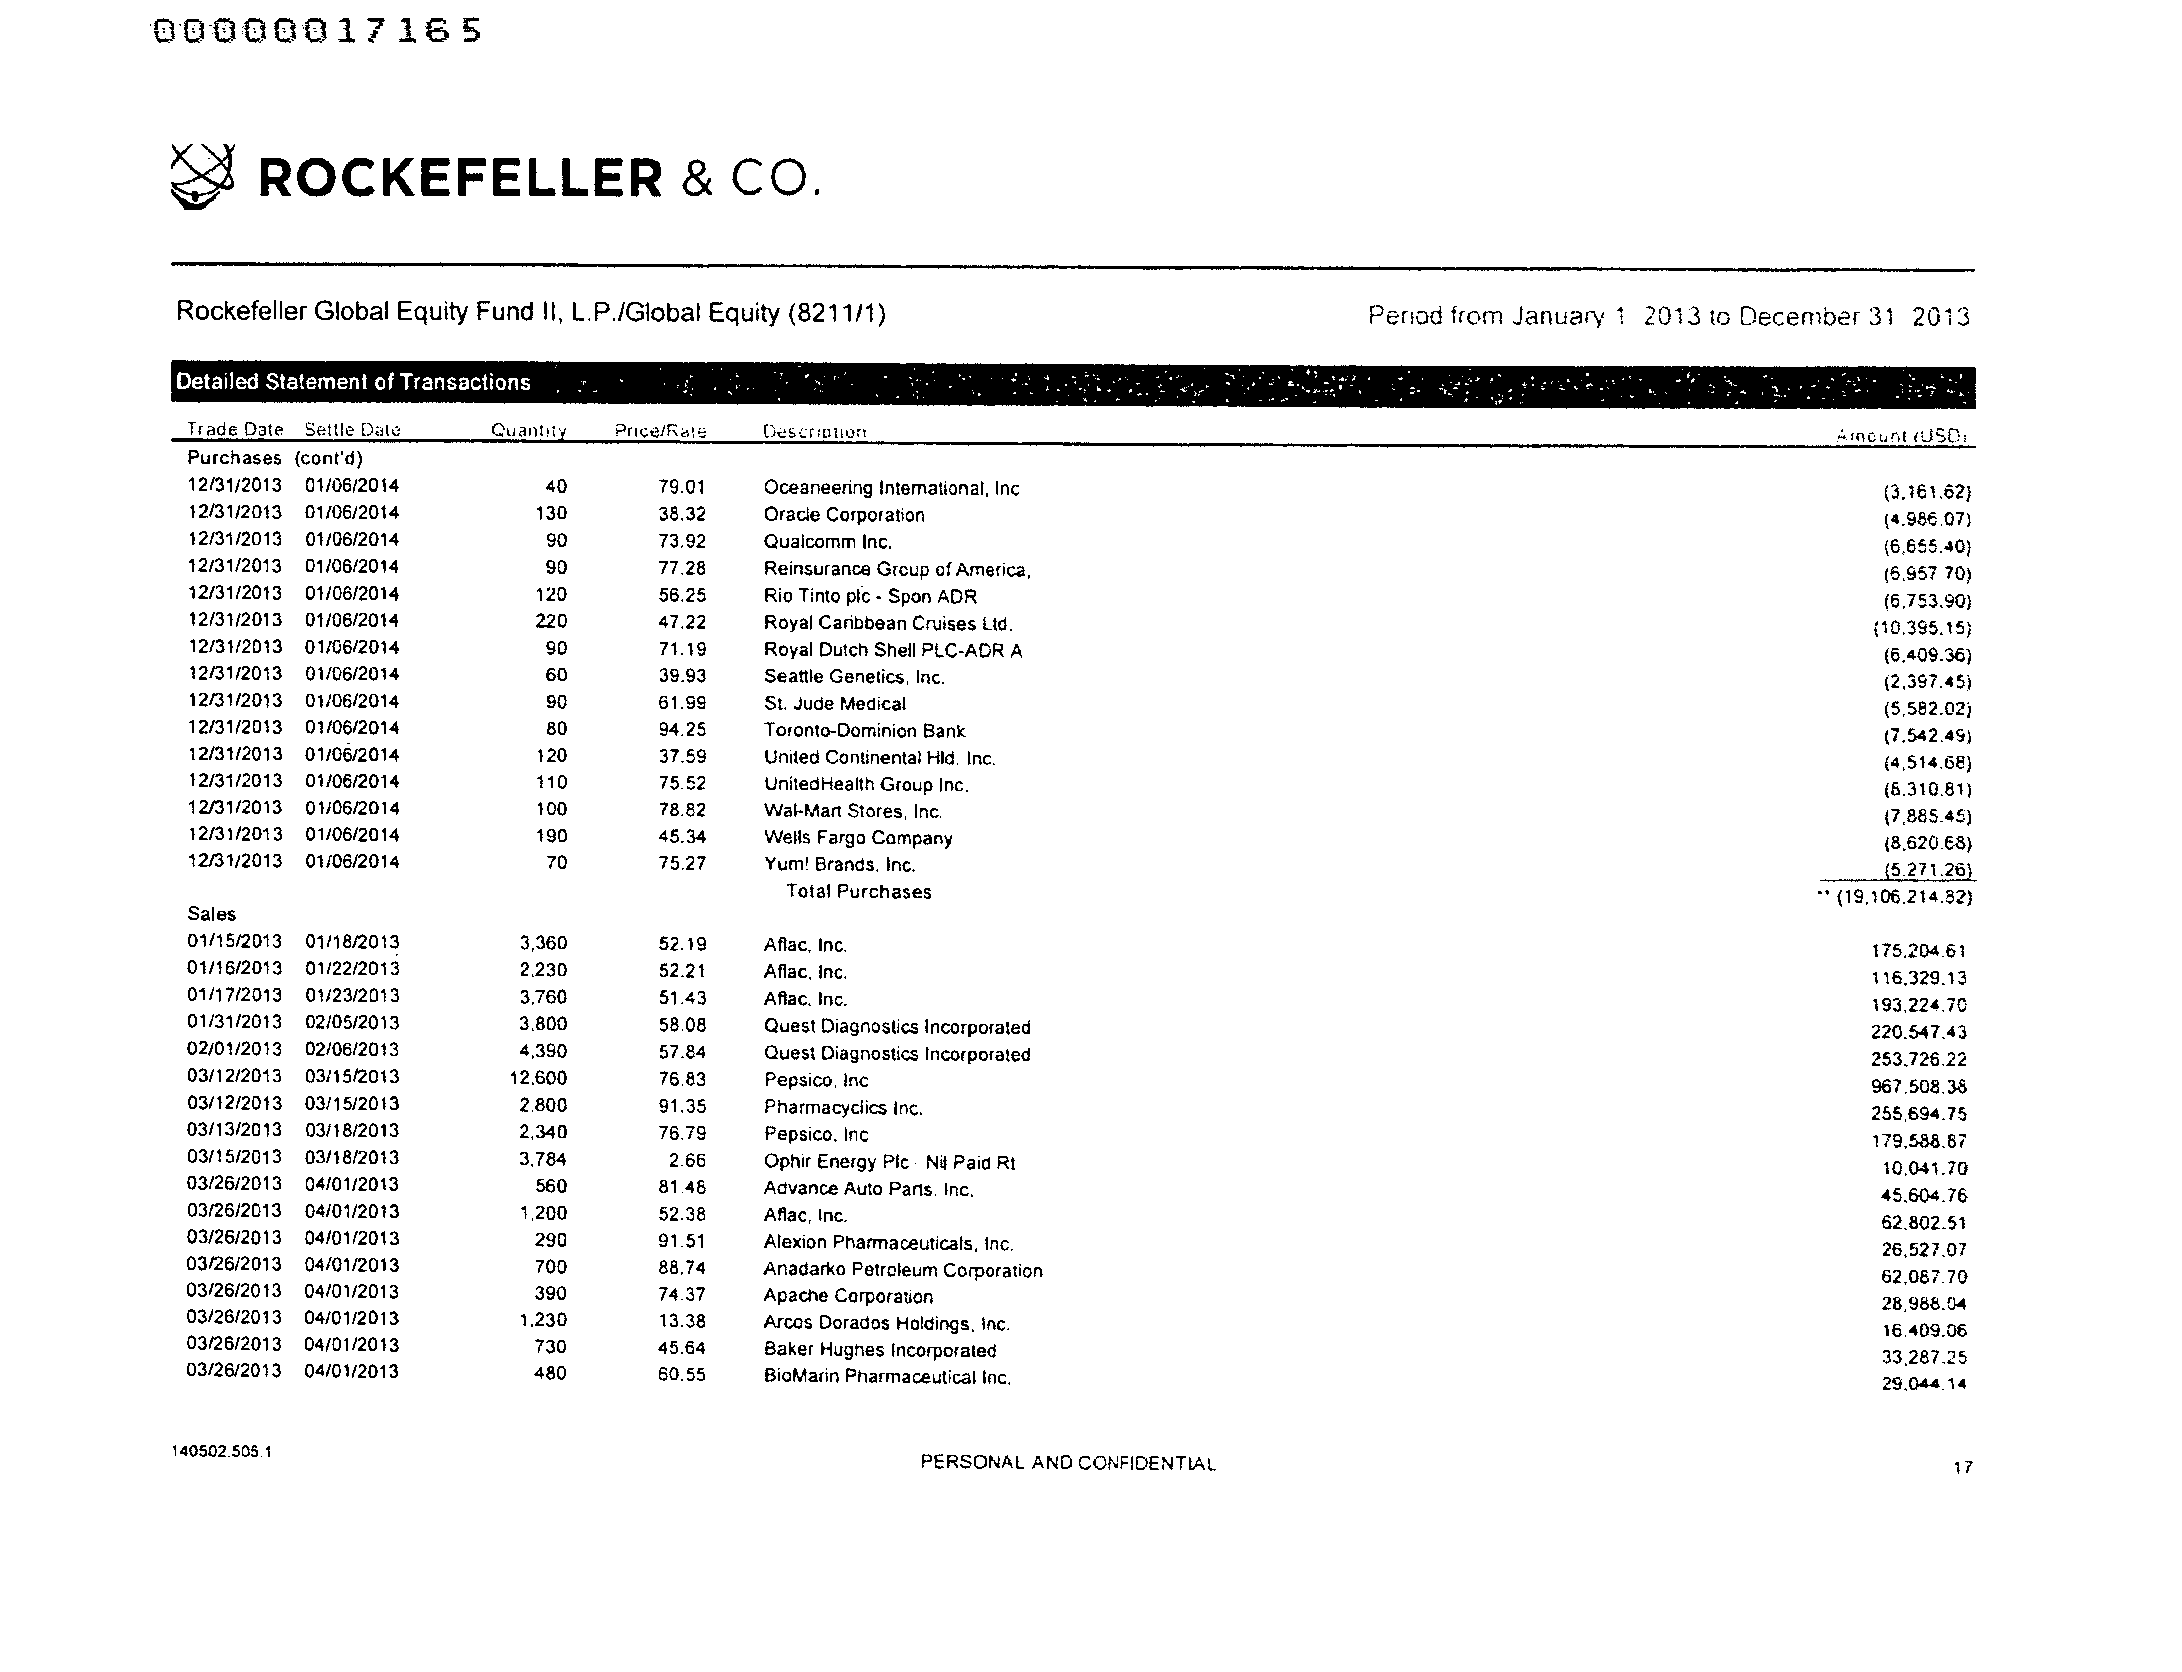 00000017165
ROCKEFELLER & CO.
Rockefeller Global Equity Fund II, L.P./Global Equity (8211/1) Period from January 1 2013 to December 31 2013
Detailed Statement of Transactions
Trade Date Settle Date Quantity Price/Rate Description Amount (USD)
Purchases (cont'd)
12/31/2013 01/06/2014 40 79.01 Oceaneering International, Inc (3,161.62)
12/31/2013 01/06/2014 130 38.32 Oracle Corporation (4,986.07)
12/31/2013 01/06/2014 90 73.92 Qualcomm Inc. (6,655.40)
12/31/2013 01/06/2014 90 77.28 Reinsurance Group of America, (6,957 70)
12/31/2013 01/06/2014 120 56.25 Rio Tinto plc - Spon ADR (6,753.90)
12/31/2013 01/06/2014 220 47.22 Royal Caribbean Cruises Ltd. (10,395.15)
12/31/2013 01/06/2014 90 71.19 Royal Dutch Shell PLC-ADR A (6,409.36)
12/31/2013 01/06/2014 60 39.93 Seattle Genetics, Inc. (2,397.45)
12/31/2013 01/06/2014 90 61.99 St. Jude Medical (5,582.02)
12/31/2013 01/06/2014 80 94.25 Toronto-Dominion Bank (7,542.49)
12/31/2013 01/06/2014 120 37.59 United Continental Hld. Inc. (4,514.68)
12/31/2013 01/06/2014 110 75.52 UnitedHealth Group Inc. (8,310.81)
12/31/2013 01/06/2014 100 78.82 Wal-Mart Stores, Inc. (7,885.45)
12/31/2013 01/06/2014 190 45.34 Wells Fargo Company (8,620.68)
12/31/2013 01/06/2014 70 75.27 Yum! Brands, Inc. (5,271.26)
Total Purchases ** (19,106,214.82)
Sales
01/15/2013 01/18/2013 3,360 52.19 Aflac, Inc. 175,204.61
01/16/2013 01/22/2013 2,230 52.21 Aflac, Inc. 116,329.13
01/17/2013 01/23/2013 3,760 51.43 Aflac, Inc. 193,224.70
01/31/2013 02/05/2013 3,800 58.08 Quest Diagnostics Incorporated 220,547.43
02/01/2013 02/06/2013 4,390 57.84 Quest Diagnostics Incorporated 253,726.22
03/12/2013 03/15/2013 12,600 76.83 Pepsico, Inc 967,508.38
03/12/2013 03/15/2013 2,800 91.35 Pharmacyclics Inc. 255,694.75
03/13/2013 03/18/2013 2,340 76.79 Pepsico, Inc 179,588.87
03/15/2013 03/18/2013 3,784 2.66 Ophir Energy Plc - Nil Paid Rt 10,041.70
03/26/2013 04/01/2013 560 81.48 Advance Auto Parts, Inc. 45,604.76
03/26/2013 04/01/2013 1,200 52.38 Aflac, Inc. 62,802.51
03/26/2013 04/01/2013 290 91.51 Alexion Pharmaceuticals, Inc. 26,527.07
03/26/2013 04/01/2013 700 88.74 Anadarko Petroleum Corporation 62,087.70
03/26/2013 04/01/2013 390 74.37 Apache Corporation 28,988.04
03/26/2013 04/01/2013 1,230 13.38 Arcos Dorados Holdings, Inc. 16,409.06
03/26/2013 04/01/2013 730 45.64 Baker Hughes Incorporated 33,287.25
03/26/2013 04/01/2013 480 60.55 BioMarin Pharmaceutical Inc. 29,044.14
140502.505.1 PERSONAL AND CONFIDENTIAL 17